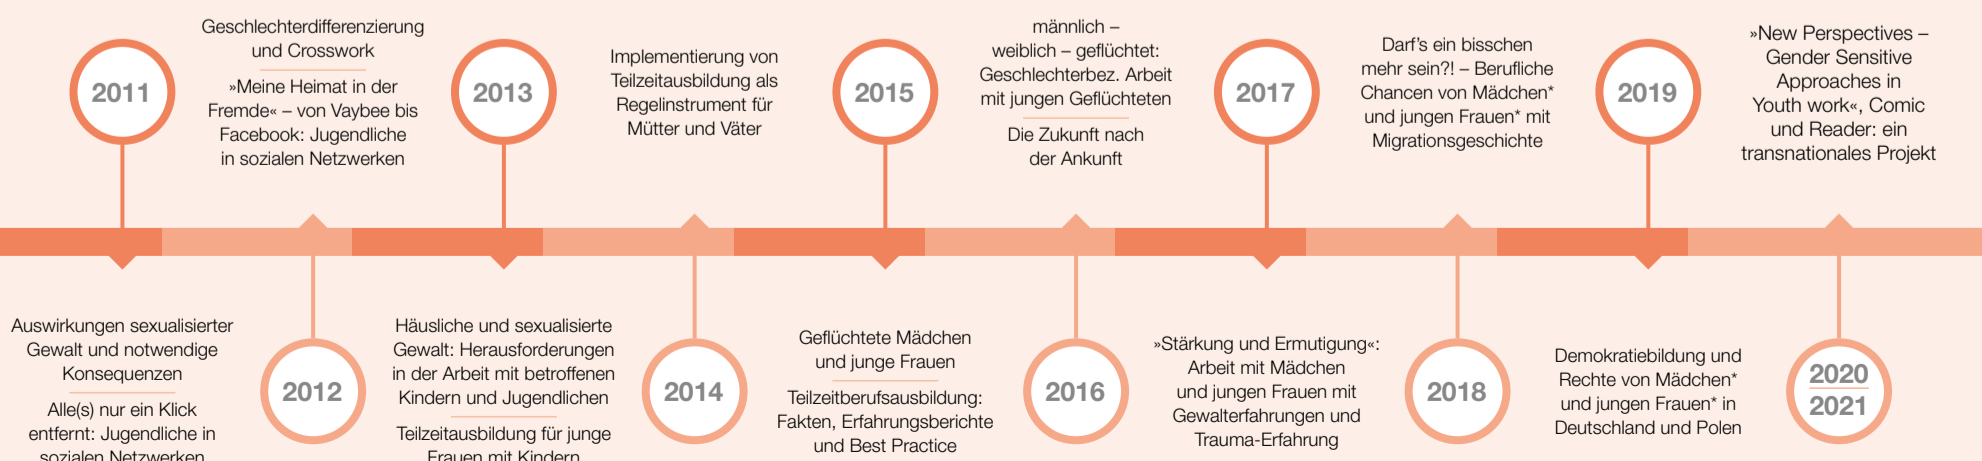 2011
Auswirkungen sexualisierter
Gewalt und notwendige
Konsequenzen
Alle(s) nur ein Klick
entfernt: Jugendliche in
sozialen Netzwerken
Geschlechterdifferenzierung
und Crosswork
»Meine Heimat in der
Fremde« – von Vaybee bis
Facebook: Jugendliche
in sozialen Netzwerken
2012
2013
Häusliche und sexualisierte
Gewalt: Herausforderungen
in der Arbeit mit betroffenen
Kindern und Jugendlichen
Teilzeitausbildung für junge
Frauen mit Kindern
Implementierung von
Teilzeitausbildung als
Regelinstrument für
Mütter und Väter
2014
2015
Geflüchtete Mädchen
und junge Frauen
Teilzeitberufsausbildung:
Fakten, Erfahrungsberichte
und Best Practice
männlich –
weiblich – geflüchtet:
Geschlechterbez. Arbeit
mit jungen Geflüchteten
Die Zukunft nach
der Ankunft
2016
2017
»Stärkung und Ermutigung«:
Arbeit mit Mädchen
und jungen Frauen mit
Gewalterfahrungen und
Trauma-Erfahrung
Darf's ein bisschen
mehr sein?! – Berufliche
Chancen von Mädchen*
und jungen Frauen* mit
Migrationsgeschichte
2018
2019
Demokratiebildung und
Rechte von Mädchen*
und jungen Frauen* in
Deutschland und Polen
»New Perspectives –
Gender Sensitive
Approaches in
Youth work«, Comic
und Reader: ein
transnationales Projekt
2020
2021